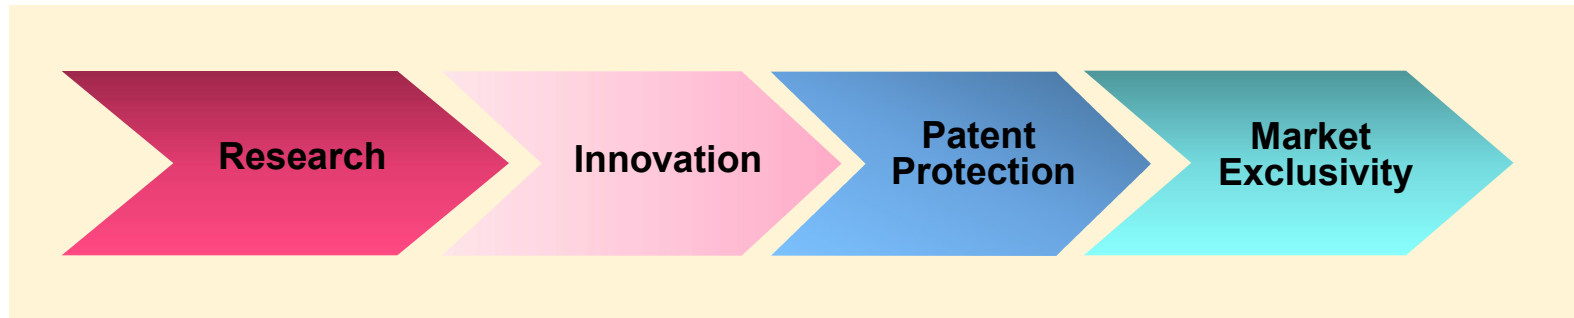 Research
Innovation
Patent
Protection
Market
Exclusivity